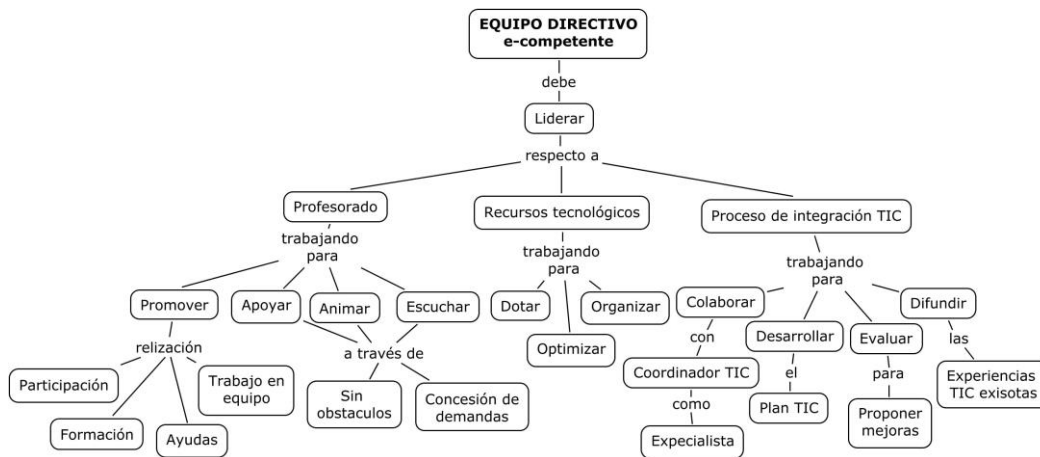 EQUIPO DIRECTIVO
e-competente
debe
Liderar
respecto a
Profesorado
Recursos tecnológicos
Proceso de integración TIC
trabajando
para
trabajando
para
trabajando
para
Promover
Apoyar
Animar
Escuchar
Dotar
Organizar
Optimizar
Colaborar
Desarrollar
Evaluar
Difundir
relización
a través de
con
el
para
las
Participación
Formación
Ayudas
Trabajo en
equipo
Sin
obstaculos
Concesión de
demandas
Coordinador TIC
como
Expecialista
Plan TIC
Proponer
mejoras
Experiencias
TIC exisotas